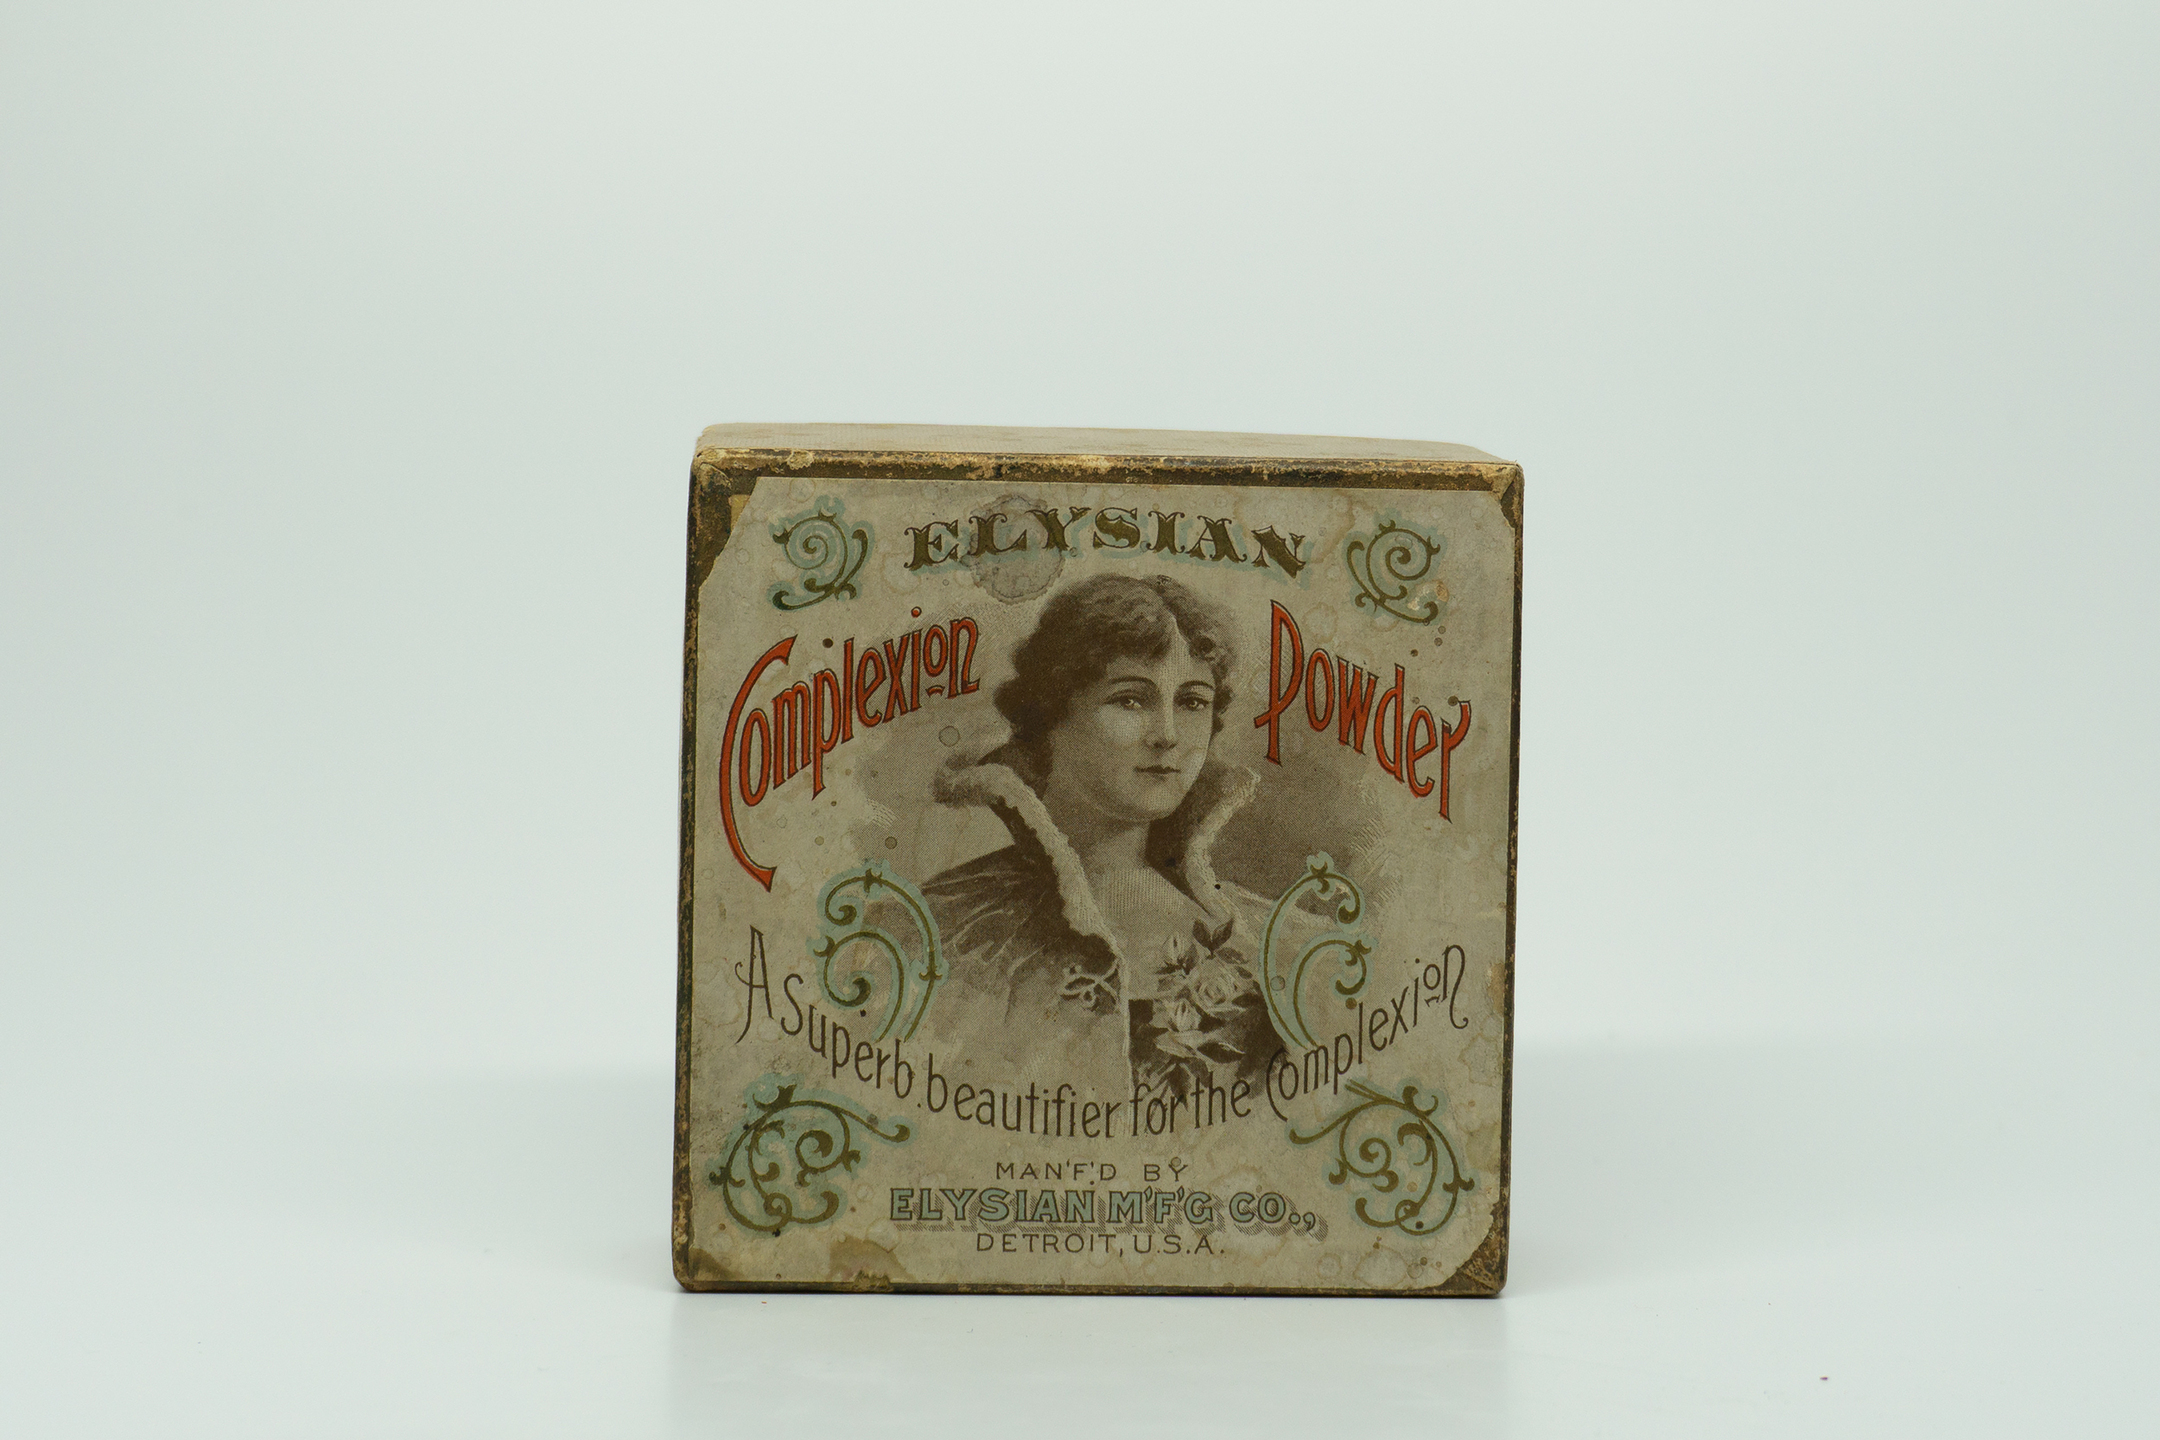 ELYSIAN
Complexion Powder
A Superb beautifier for the Complexion
MAN'F'D BY
ELYSIAN M'F'G CO.,
DETROIT, U.S.A.